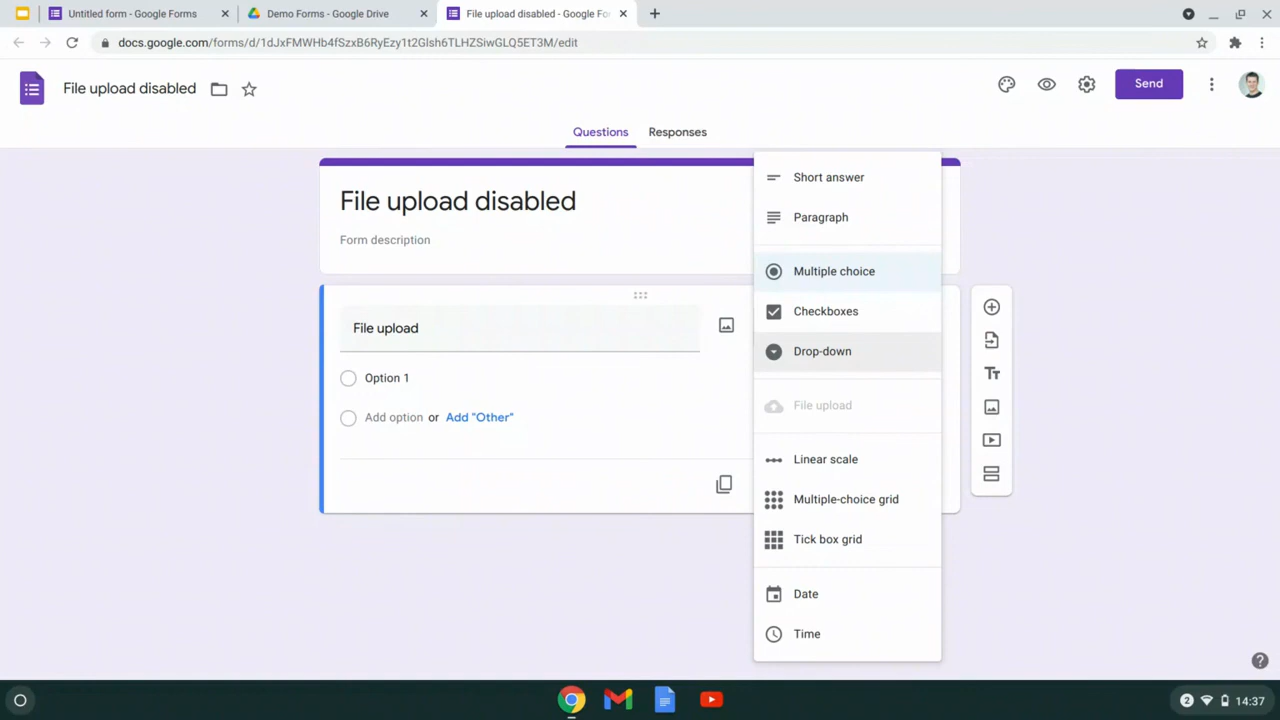 Untitled form - Google Forms
Demo Forms - Google Drive
File upload disabled - Google Fo
docs.google.com/forms/d/1dJxFMWHb4fSzxB6RyEzy1t2GIsh6TLHZSiwGLQ5ET3M/edit
File upload disabled
Send
Questions
Responses
File upload disabled
Form description
File upload
Option 1
Add option or Add "Other"
Short answer
Paragraph
Multiple choice
Checkboxes
Drop-down
File upload
Linear scale
Multiple-choice grid
Tick box grid
Date
Time
Tт
2
14:37